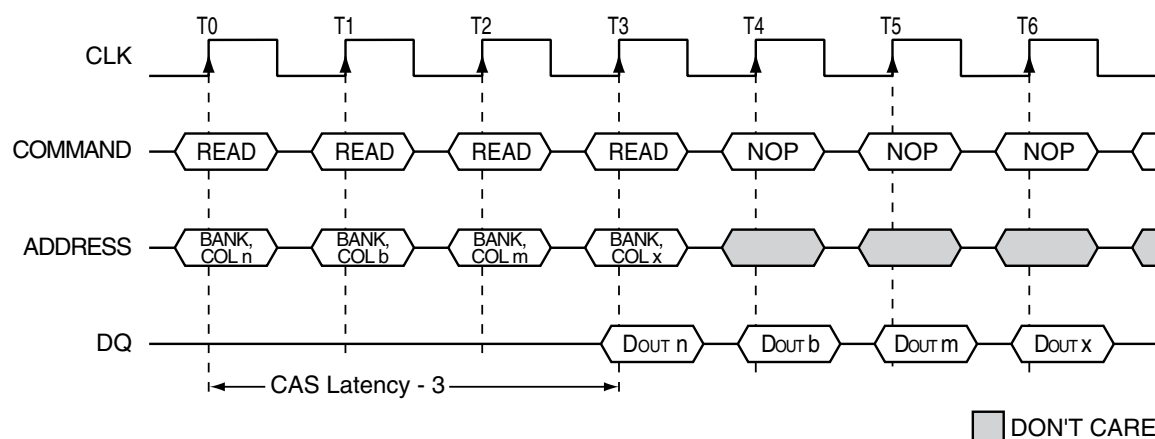 T0 T1 T2 T3 T4 T5 T6
CLK
COMMAND READ READ READ READ NOP NOP NOP
ADDRESS BANK, COL n BANK, COL b BANK, COL m BANK, COL x
DQ DOUT n DOUT b DOUT m DOUT x
CAS Latency - 3
DON'T CARE